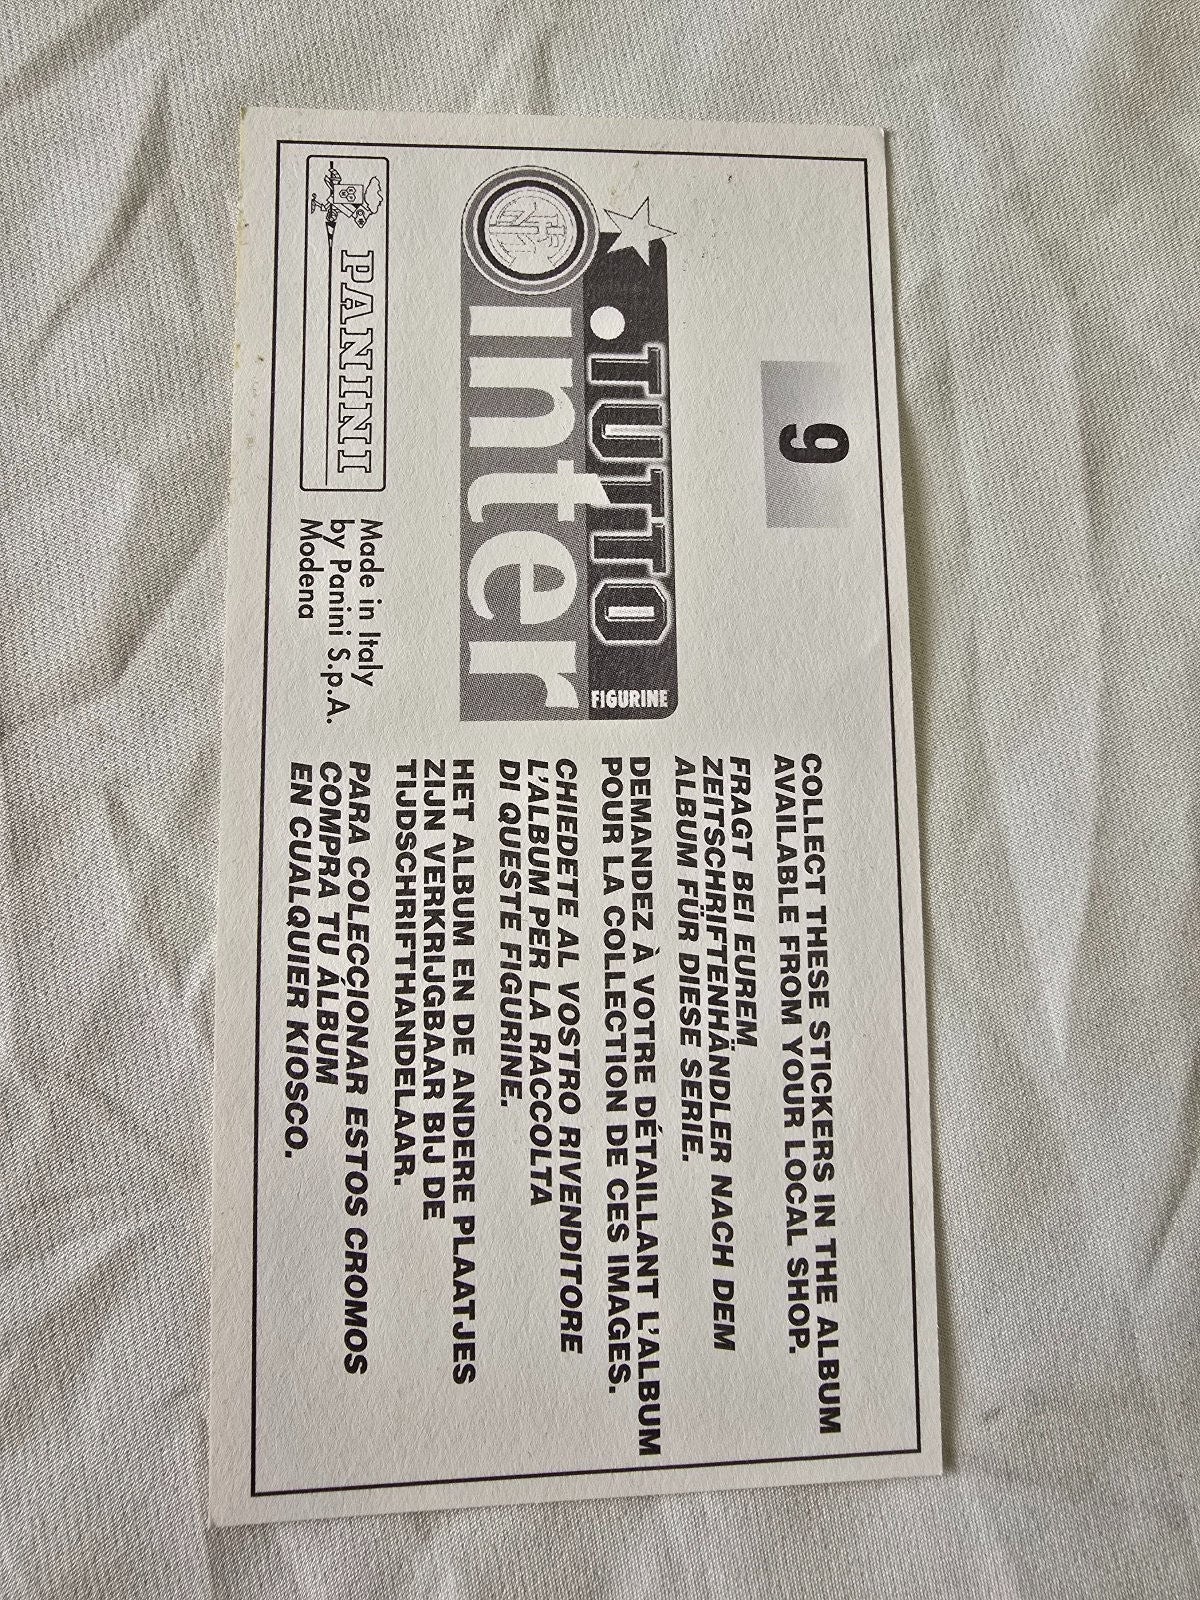 9
TUTTO
FIGURINE
inter
PANINI
Made in Italy
by Panini S.p.A.
Modena
COLLECT THESE STICKERS IN THE ALBUM
AVAILABLE FROM YOUR LOCAL SHOP.
FRAGT BEI EUREM
ZEITSCHRIFTENHÄNDLER NACH DEM
ALBUM FÜR DIESE SERIE.
DEMANDEZ À VOTRE DÉTAILLANT L'ALBUM
POUR LA COLLECTION DE CES IMAGES.
CHIEDETE AL VOSTRO RIVENDITORE
L'ALBUM PER LA RACCOLTA
DI QUESTE FIGURINE.
HET ALBUM EN DE ANDERE PLAATJES
ZIJN VERKRIJGBAAR BIJ DE
TIJDSCHRIFTHANDELAAR.
PARA COLECCIONAR ESTOS CROMOS
COMPRA TU ÁLBUM
EN CUALQUIER KIOSCO.